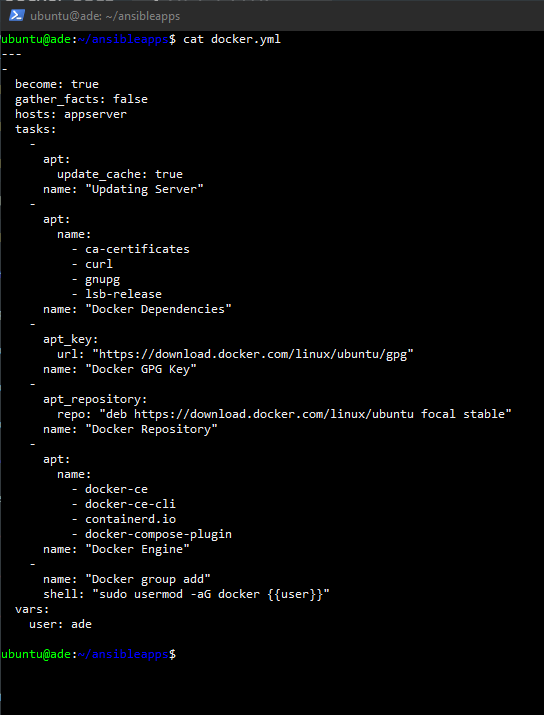 ubuntu@ade: ~/ansibleapps
ubuntu@ade:~/ansibleapps$ cat docker.yml
---
-
  become: true
  gather_facts: false
  hosts: appserver
  tasks:
    -
      apt:
        update_cache: true
      name: "Updating Server"
    -
      apt:
        name:
          - ca-certificates
          - curl
          - gnupg
          - lsb-release
      name: "Docker Dependencies"
    -
      apt_key:
        url: "https://download.docker.com/linux/ubuntu/gpg"
      name: "Docker GPG Key"
    -
      apt_repository:
        repo: "deb https://download.docker.com/linux/ubuntu focal stable"
      name: "Docker Repository"
    -
      apt:
        name:
          - docker-ce
          - docker-ce-cli
          - containerd.io
          - docker-compose-plugin
      name: "Docker Engine"
    -
      name: "Docker group add"
      shell: "sudo usermod -aG docker {{user}}"
  vars:
    user: ade
ubuntu@ade:~/ansibleapps$